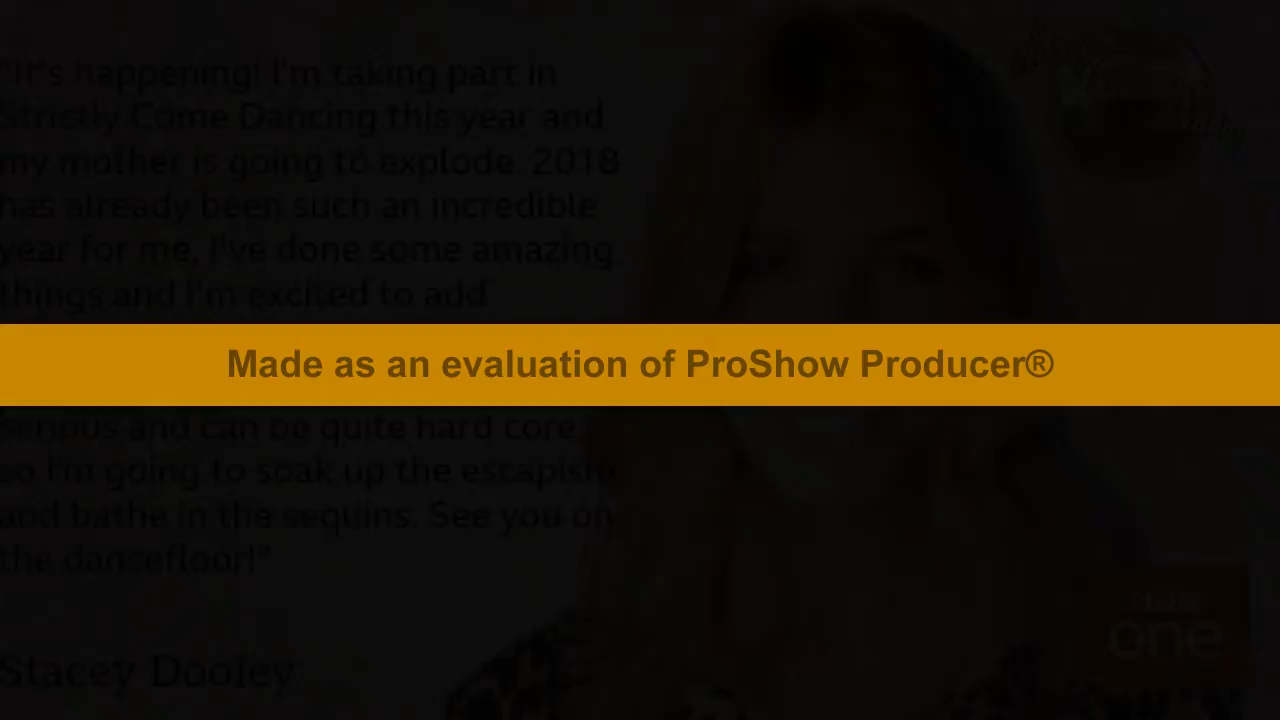 "It's happening! I'm taking part in
Strictly Come Dancing this year and
my mother is going to explode. 2018
has already been such an incredible
year for me, I've done some amazing
things and I'm excited to add
Made as an evaluation of ProShow Producer®
serious and can be quite hard core
so I'm going to soak up the escapism
and bathe in the sequins. See you on
the dancefloor!"
Stacey Dooley
one